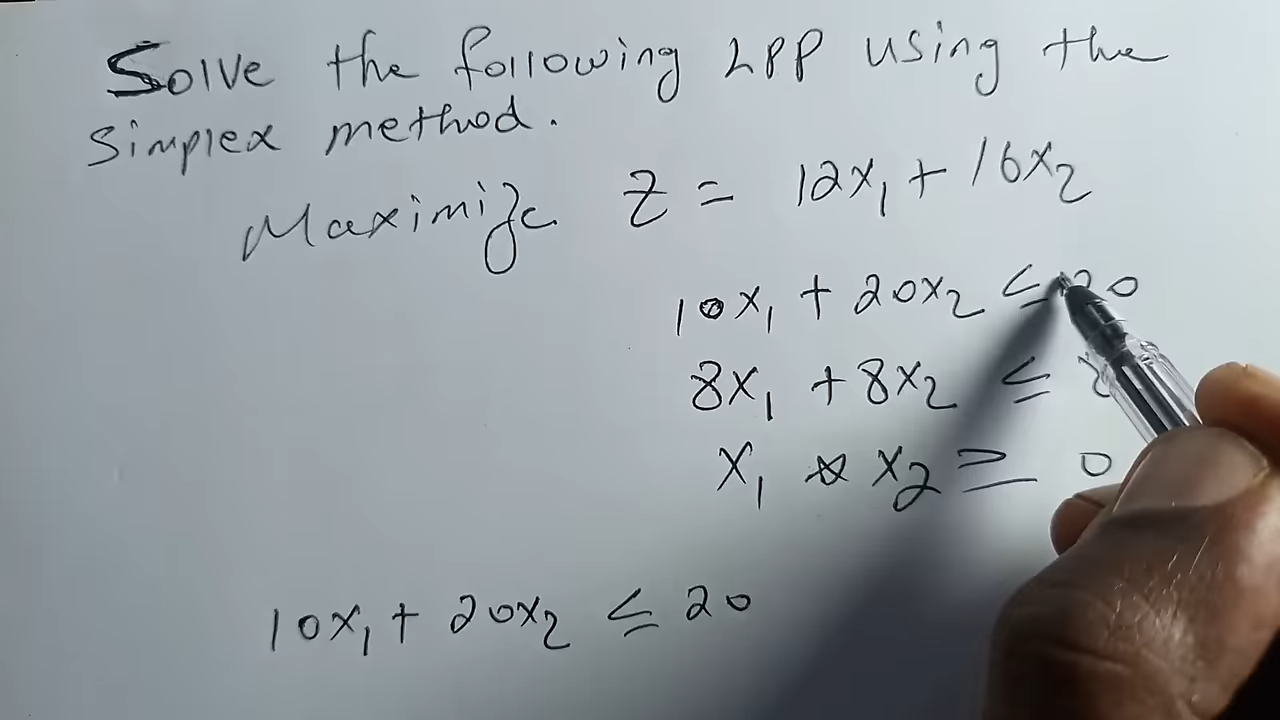 Solve the following LPP using the
simplex method.
Maximize Z = 12x₁ + 16x₂
10x₁ + 20x₂ ≤ 20
8x₁ + 8x₂ ≤
x₁ & x₂ ≥ 0
10x₁ + 20x₂ ≤ 20